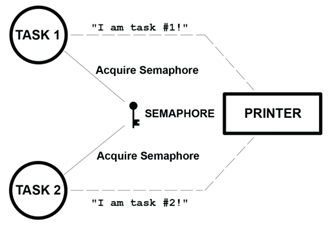 TASK 1
"I am task #1!"
Acquire Semaphore
SEMAPHORE
PRINTER
Acquire Semaphore
TASK 2
"I am task #2!"